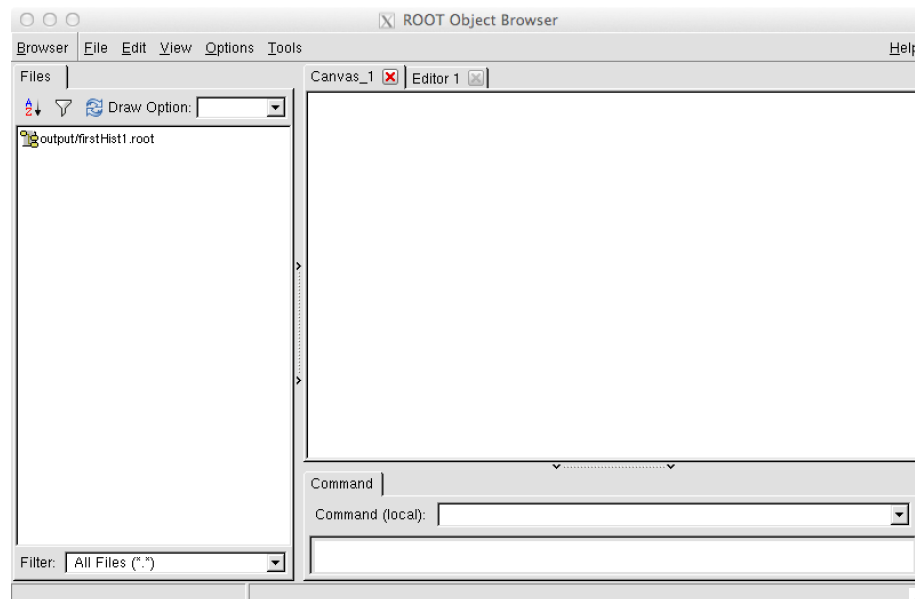 ROOT Object Browser
Browser File Edit View Options Tools Help
Files
Draw Option:
output/firstHist1.root
Filter: All Files (*.*)
Canvas_1 Editor 1
Command
Command (local):